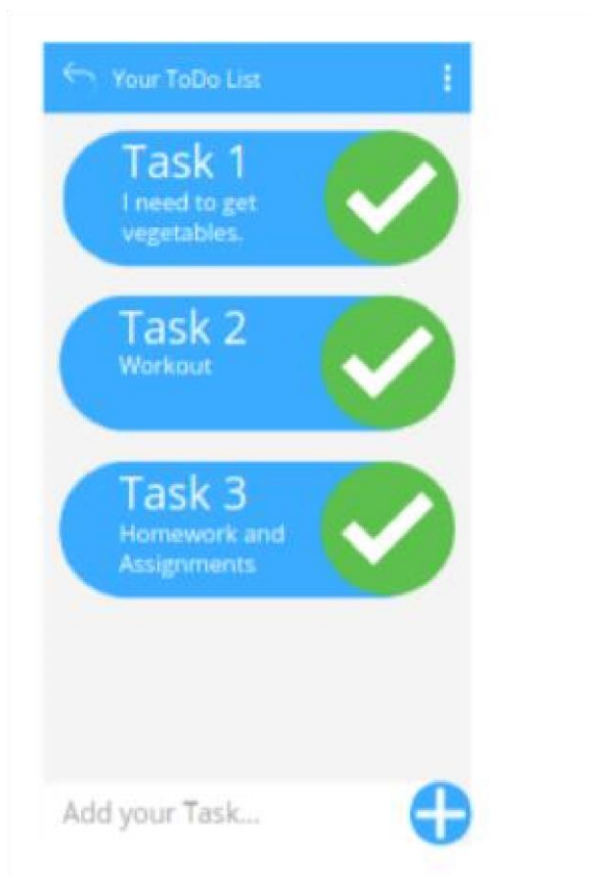 Your ToDo List
Task 1
I need to get
vegetables.
Task 2
Workout
Task 3
Homework and
Assignments
Add your Task...